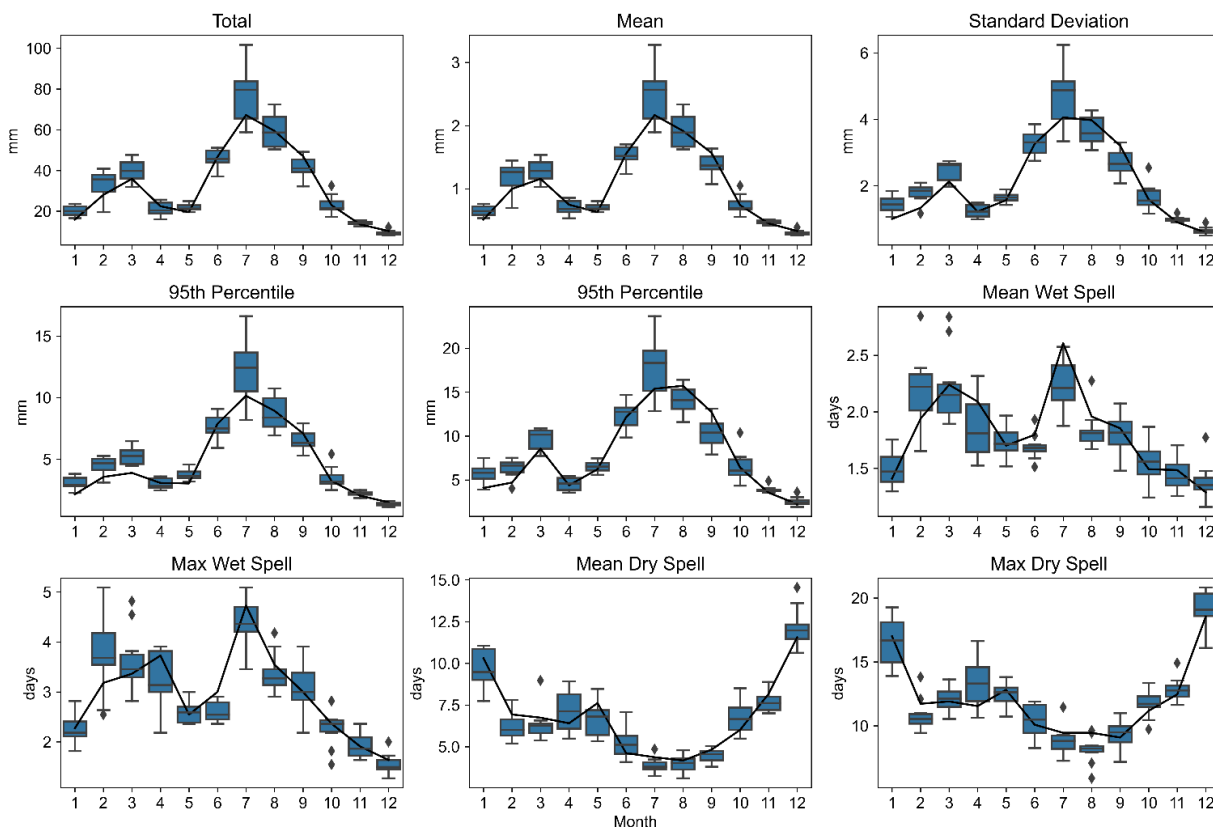 Total
Mean
Standard Deviation
mm
100
80
60
40
20
1 2 3 4 5 6 7 8 9 10 11 12
mm
3
2
1
1 2 3 4 5 6 7 8 9 10 11 12
mm
6
4
2
1 2 3 4 5 6 7 8 9 10 11 12
95th Percentile
95th Percentile
Mean Wet Spell
mm
15
10
5
1 2 3 4 5 6 7 8 9 10 11 12
mm
20
15
10
5
1 2 3 4 5 6 7 8 9 10 11 12
days
2.5
2.0
1.5
1 2 3 4 5 6 7 8 9 10 11 12
Max Wet Spell
Mean Dry Spell
Max Dry Spell
days
5
4
3
2
1 2 3 4 5 6 7 8 9 10 11 12
days
15.0
12.5
10.0
7.5
5.0
1 2 3 4 5 6 7 8 9 10 11 12
days
20
15
10
1 2 3 4 5 6 7 8 9 10 11 12
Month